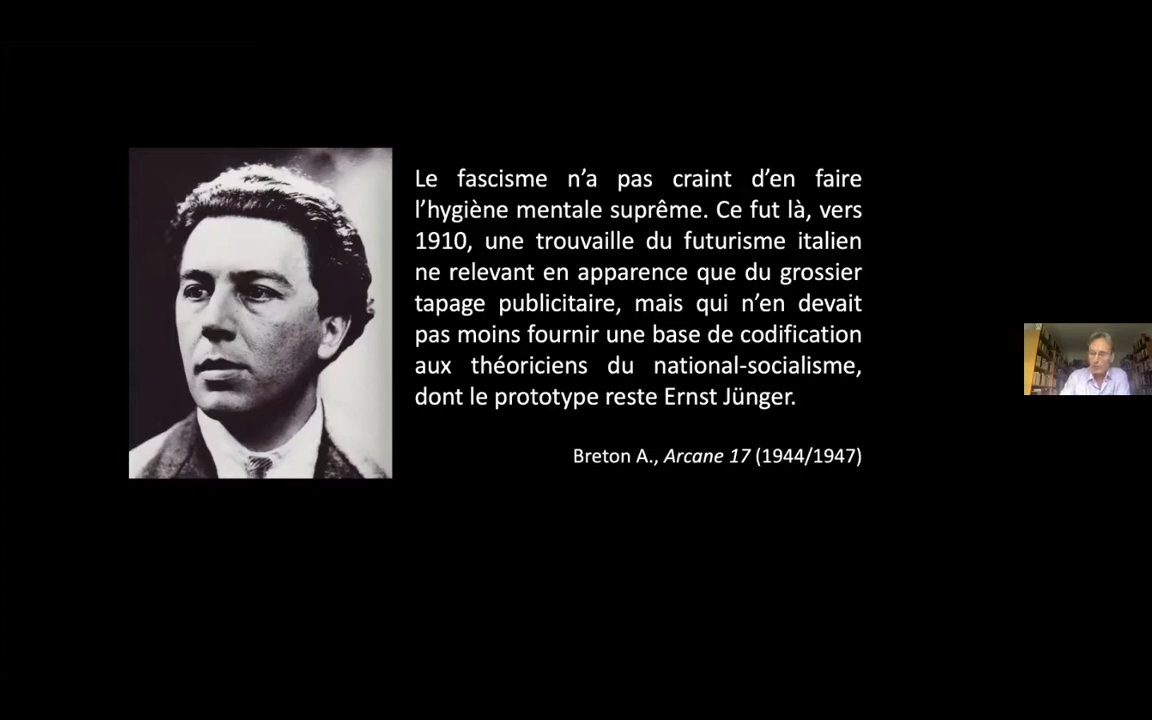 Le fascisme n’a pas craint d’en faire
l’hygiène mentale suprême. Ce fut là, vers
1910, une trouvaille du futurisme italien
ne relevant en apparence que du grossier
tapage publicitaire, mais qui n’en devait
pas moins fournir une base de codification
aux théoriciens du national-socialisme,
dont le prototype reste Ernst Jünger.
Breton A., Arcane 17 (1944/1947)